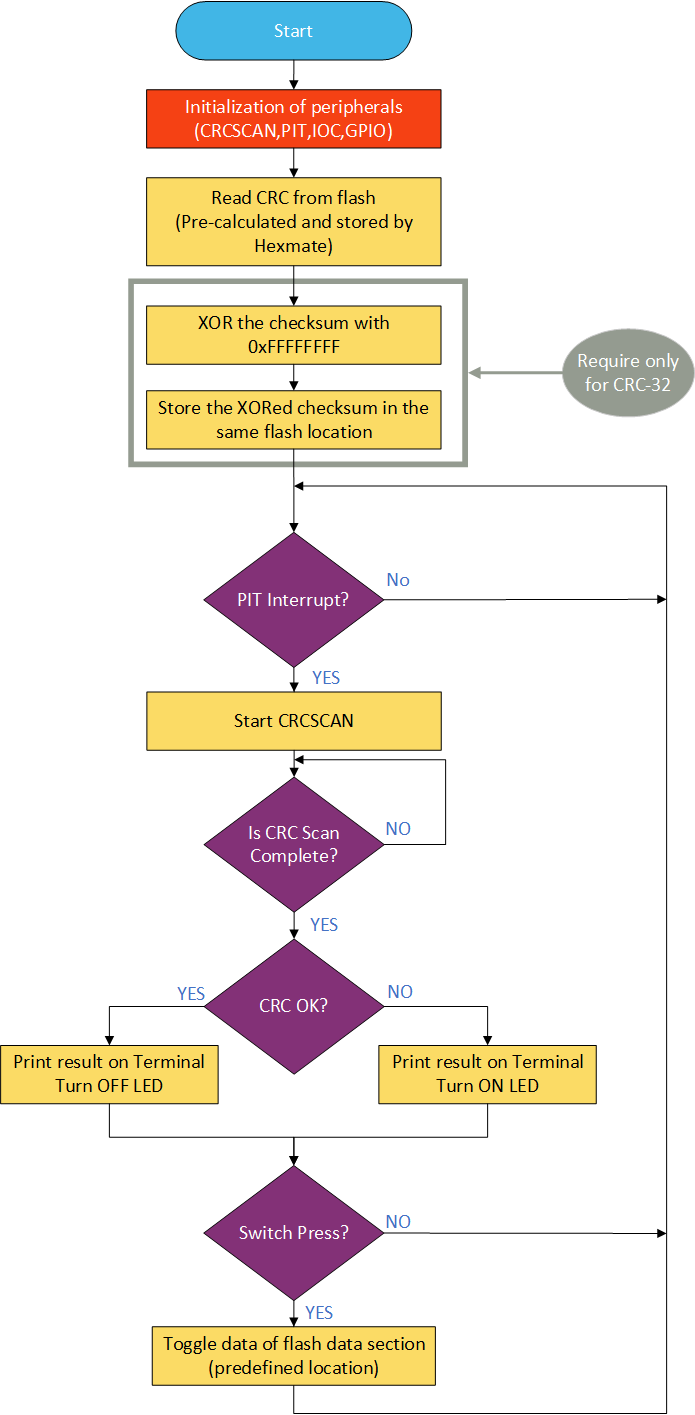 Start
Initialization of peripherals
(CRCSCAN,PIT,IOC,GPIO)
Read CRC from flash
(Pre-calculated and stored by
Hexmate)
XOR the checksum with
0xFFFFFFFF
Require only
for CRC-32
Store the XORed checksum in the
same flash location
No
PIT Interrupt?
YES
Start CRCSCAN
NO
Is CRC Scan
Complete?
YES
YES
NO
CRC OK?
Print result on Terminal
Turn OFF LED
Print result on Terminal
Turn ON LED
NO
Switch Press?
YES
Toggle data of flash data section
(predefined location)